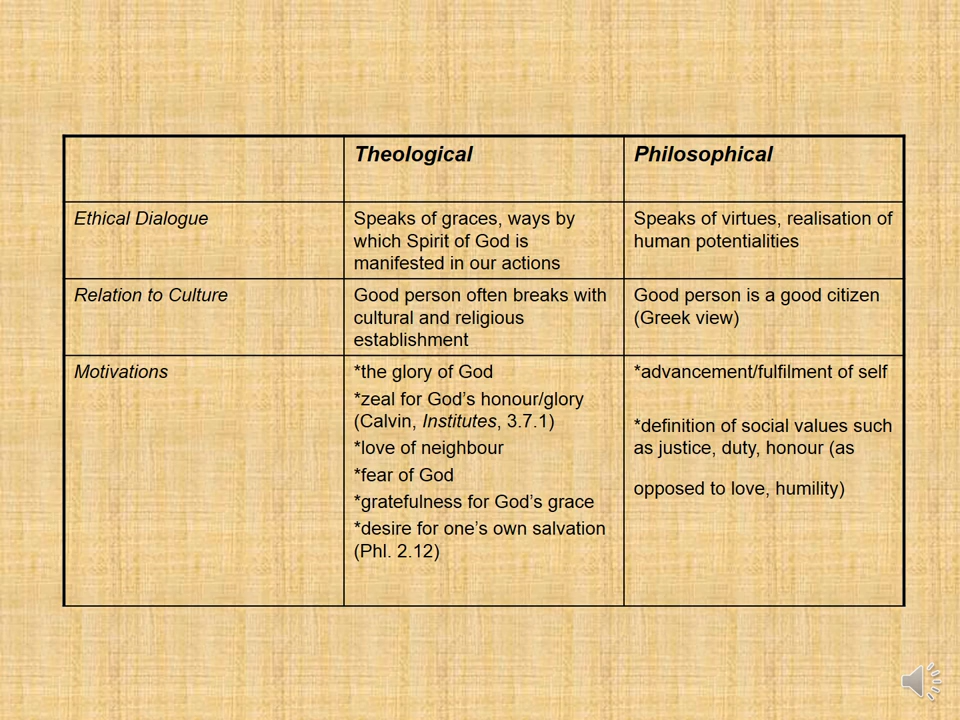 Theological
Philosophical
Ethical Dialogue
Speaks of graces, ways by
which Spirit of God is
manifested in our actions
Speaks of virtues, realisation of
human potentialities
Relation to Culture
Good person often breaks with
cultural and religious
establishment
Good person is a good citizen
(Greek view)
Motivations
*the glory of God
*zeal for God’s honour/glory
(Calvin, Institutes, 3.7.1)
*love of neighbour
*fear of God
*gratefulness for God’s grace
*desire for one’s own salvation
(Phl. 2.12)
*advancement/fulfilment of self
*definition of social values such
as justice, duty, honour (as
opposed to love, humility)